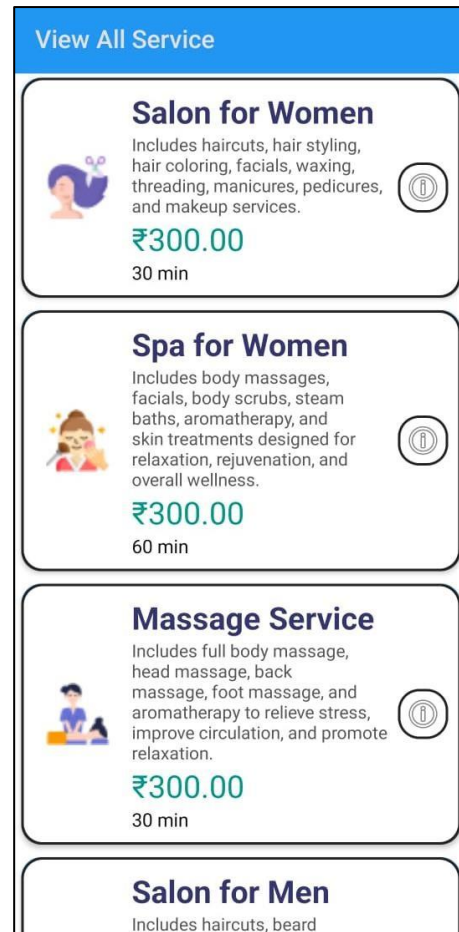 View All Service
Salon for Women
Includes haircuts, hair styling,
hair coloring, facials, waxing,
threading, manicures, pedicures,
and makeup services.
₹300.00
30 min
Spa for Women
Includes body massages,
facials, body scrubs, steam
baths, aromatherapy, and
skin treatments designed for
relaxation, rejuvenation, and
overall wellness.
₹300.00
60 min
Massage Service
Includes full body massage,
head massage, back
massage, foot massage, and
aromatherapy to relieve stress,
improve circulation, and promote
relaxation.
₹300.00
30 min
Salon for Men
Includes haircuts, beard